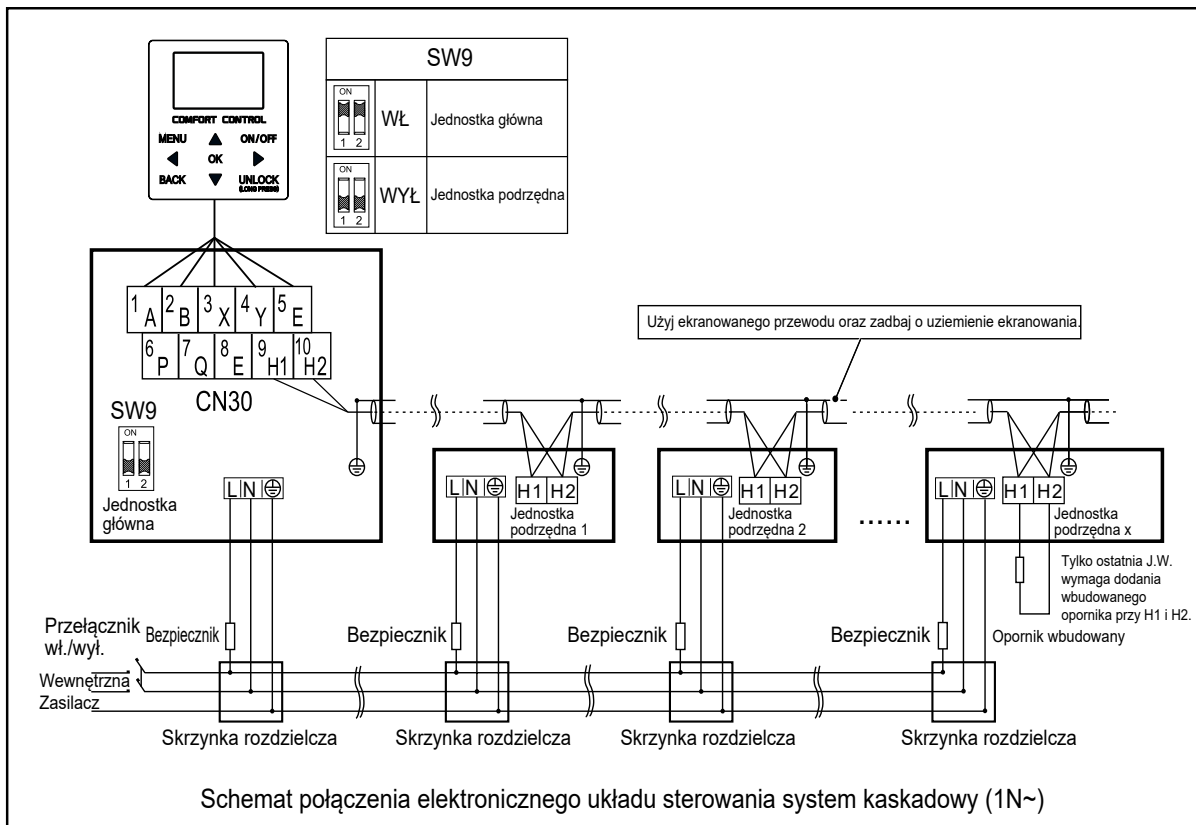 COMFORT CONTROL
MENU ON/OFF
OK
BACK UNLOCK
(LONG PRESS)
SW9
ON
1 2
WŁ
Jednostka główna
ON
1 2
WYŁ
Jednostka podrzędna
1 A 2 B 3 X 4 Y 5 E
6 P 7 Q 8 E 9 H1 10 H2
CN30
Użyj ekranowanego przewodu oraz zadbaj o uziemienie ekranowania.
SW9
ON
1 2
Jednostka
główna
L N
L N
H1 H2
Jednostka
podrzędna 1
L N
H1 H2
Jednostka
podrzędna 2
......
L N
H1 H2
Jednostka
podrzędna x
Tylko ostatnia J.W.
wymaga dodania
wbudowanego
opornika przy H1 i H2.
Opornik wbudowany
Przełącznik
wł./wył.
Bezpiecznik
Bezpiecznik
Bezpiecznik
Bezpiecznik
Wewnętrzna
Zasilacz
Skrzynka rozdzielcza
Skrzynka rozdzielcza
Skrzynka rozdzielcza
Skrzynka rozdzielcza
Schemat połączenia elektronicznego układu sterowania system kaskadowy (1N~)